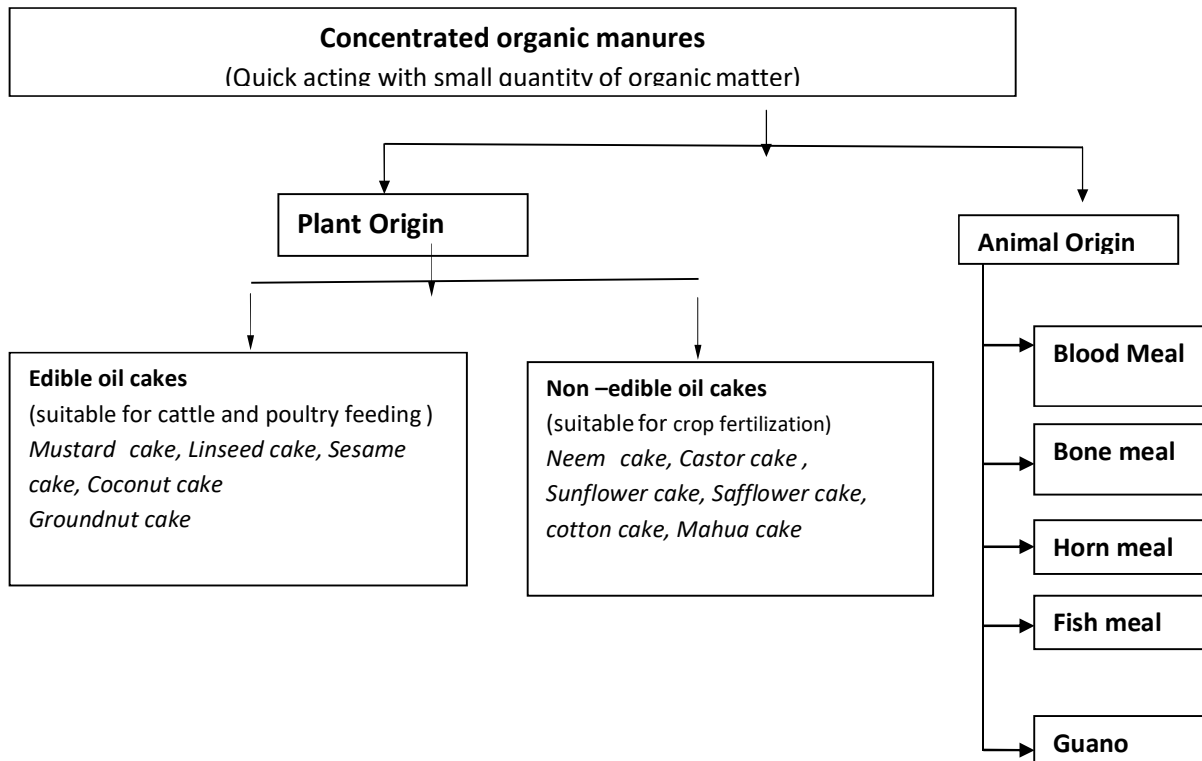 Concentrated organic manures
(Quick acting with small quantity of organic matter)
Plant Origin
Animal Origin
Edible oil cakes
(suitable for cattle and poultry feeding )
Mustard cake, Linseed cake, Sesame
cake, Coconut cake
Groundnut cake
Non –edible oil cakes
(suitable for crop fertilization)
Neem cake, Castor cake ,
Sunflower cake, Safflower cake,
cotton cake, Mahua cake
Blood Meal
Bone meal
Horn meal
Fish meal
Guano